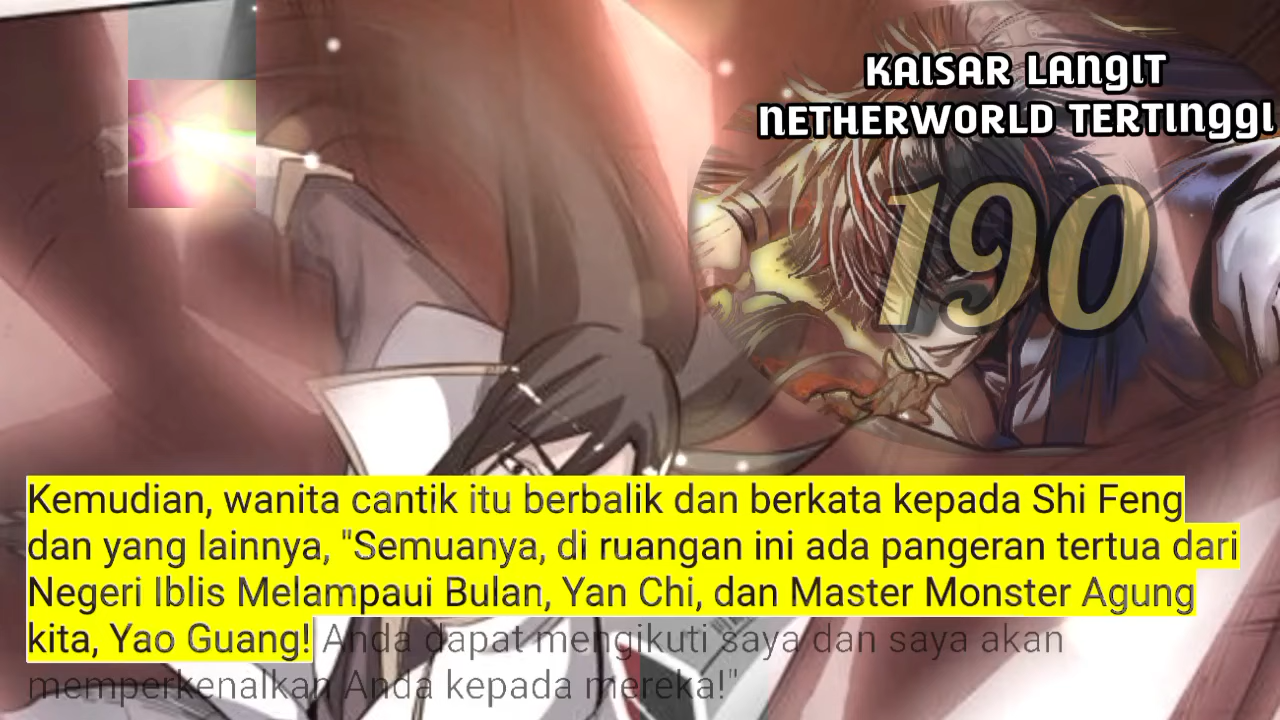 KAISAR LANGIT
NETHERWORLD TERTINGGI
190
Kemudian, wanita cantik itu berbalik dan berkata kepada Shi Feng
dan yang lainnya, "Semuanya, di ruangan ini ada pangeran tertua dari
Negeri Iblis Melampaui Bulan, Yan Chi, dan Master Monster Agung
kita, Yao Guang! Anda dapat mengikuti saya dan saya akan
memperkenalkan Anda kepada mereka!"